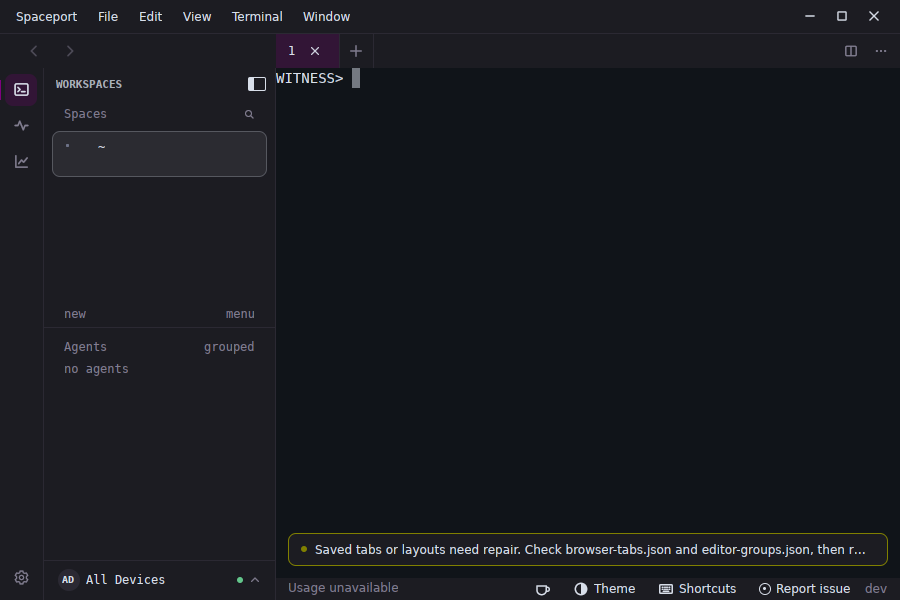 Spaceport File Edit View Terminal Window
1
WORKSPACES
WITNESS>
Spaces
~
new menu
Agents grouped
no agents
Saved tabs or layouts need repair. Check browser-tabs.json and editor-groups.json, then r...
AD All Devices
Usage unavailable Theme Shortcuts Report issue dev